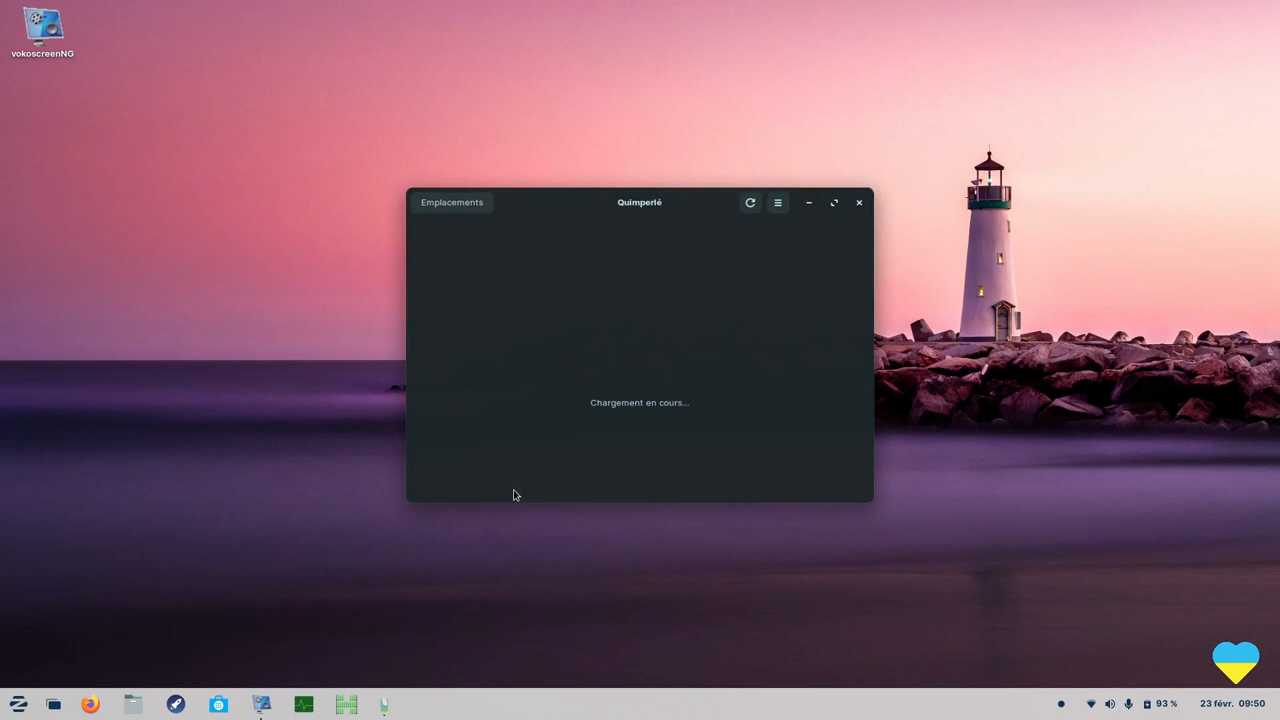 vokoscreenNG
Emplacements
Quimperlé
Chargement en cours...
93 %
23 févr. 09:50